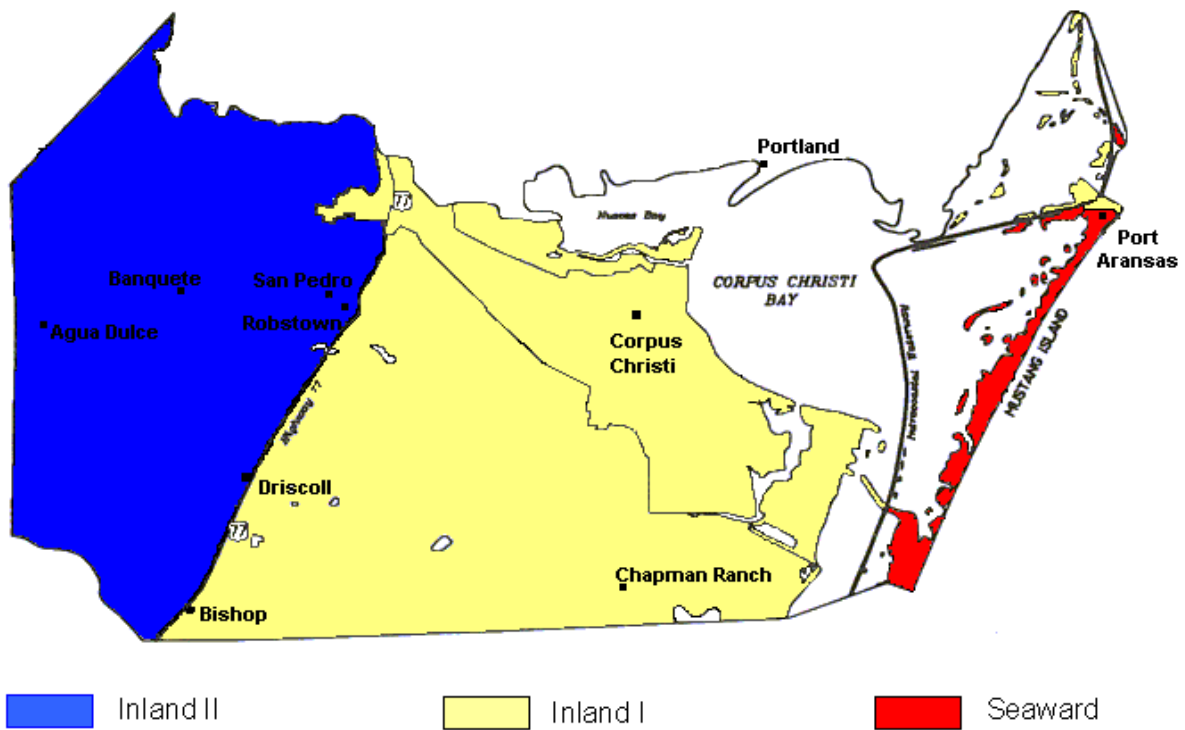 Portland
77
Nueces Bay
Port
Aransas
CORPUS CHRISTI
BAY
Banquete
San Pedro
Agua Dulce
Robstown
Corpus
Christi
MUSTANG ISLAND
Highway 77
Driscoll
77
Chapman Ranch
Bishop
Inland II
Inland I
Seaward